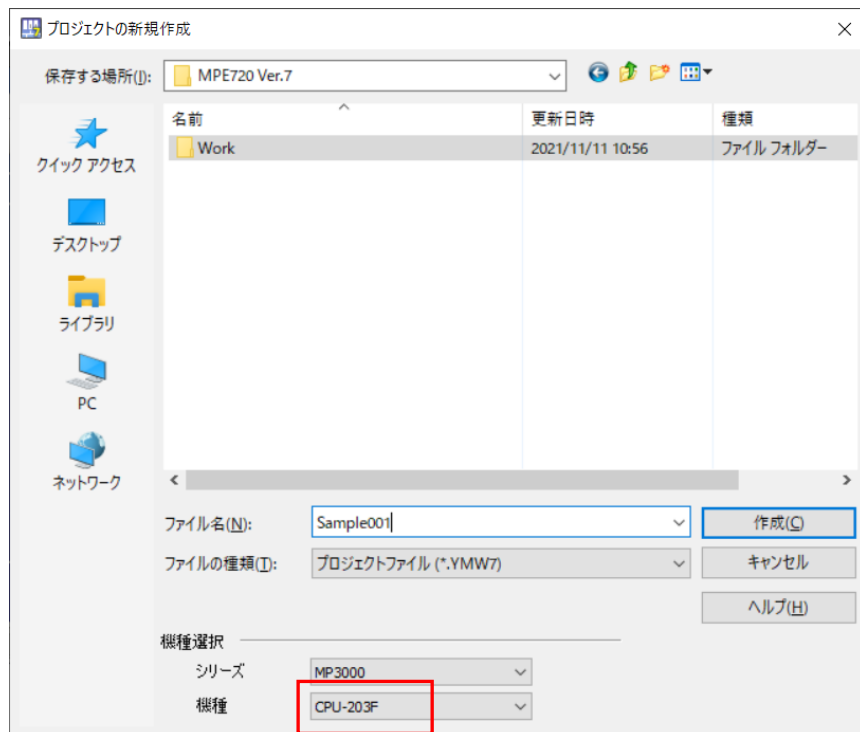 プロジェクトの新規作成
保存する場所(I):
MPE720 Ver.7
名前
更新日時
種類
Work
2021/11/11 10:56
ファイル フォルダー
クイック アクセス
デスクトップ
ライブラリ
PC
ネットワーク
ファイル名(N):
Sample001
作成(C)
ファイルの種類(T):
プロジェクトファイル (*.YMW7)
キャンセル
ヘルプ(H)
機種選択
シリーズ
MP3000
機種
CPU-203F